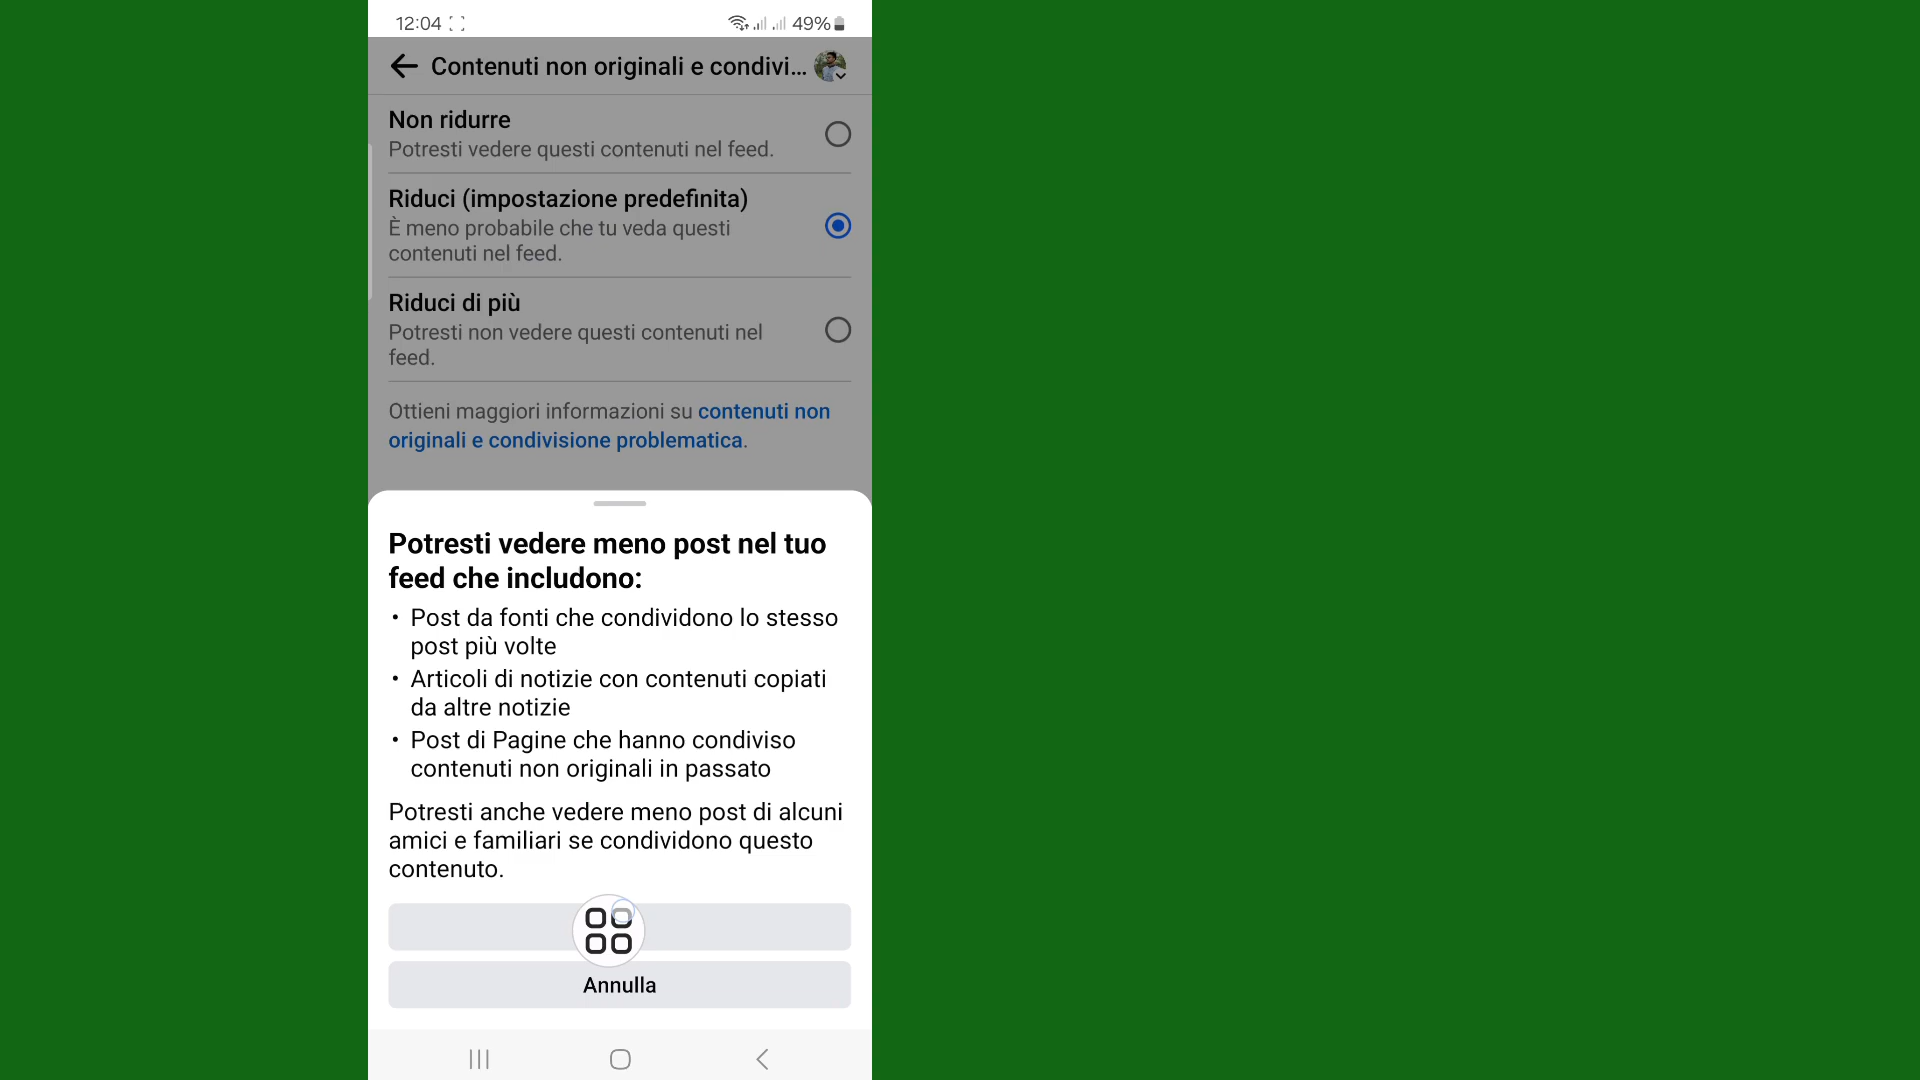 12:04
49%
Contenuti non originali e condivi...
Non ridurre
Potresti vedere questi contenuti nel feed.
Riduci (impostazione predefinita)
È meno probabile che tu veda questi
contenuti nel feed.
Riduci di più
Potresti non vedere questi contenuti nel
feed.
Ottieni maggiori informazioni su contenuti non
originali e condivisione problematica.
Potresti vedere meno post nel tuo
feed che includono:
• Post da fonti che condividono lo stesso
post più volte
• Articoli di notizie con contenuti copiati
da altre notizie
• Post di Pagine che hanno condiviso
contenuti non originali in passato
Potresti anche vedere meno post di alcuni
amici e familiari se condividono questo
contenuto.
Annulla